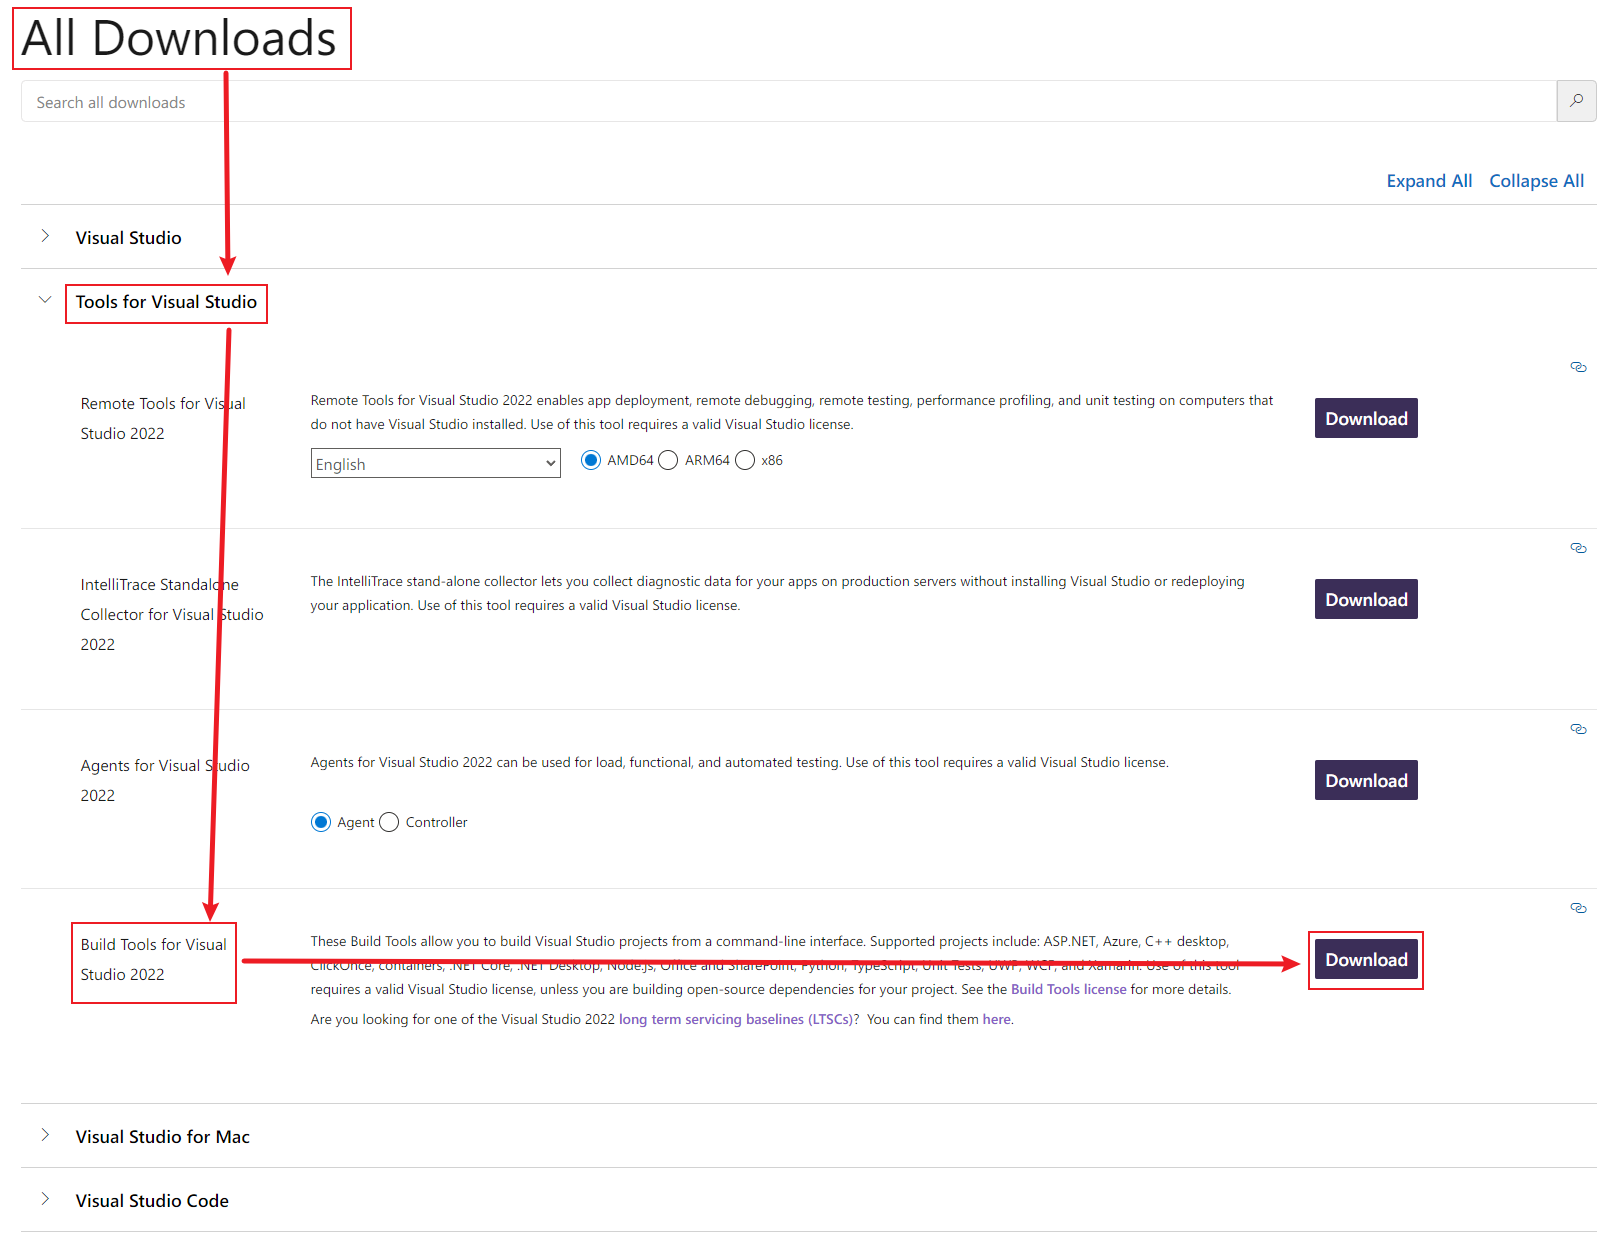 All Downloads
Search all downloads
Expand All Collapse All
Visual Studio
Tools for Visual Studio
Remote Tools for Visual
Studio 2022
Remote Tools for Visual Studio 2022 enables app deployment, remote debugging, remote testing, performance profiling, and unit testing on computers that
do not have Visual Studio installed. Use of this tool requires a valid Visual Studio license.
English
AMD64 ARM64 x86
Download
IntelliTrace Standalone
Collector for Visual Studio
2022
The IntelliTrace stand-alone collector lets you collect diagnostic data for your apps on production servers without installing Visual Studio or redeploying
your application. Use of this tool requires a valid Visual Studio license.
Download
Agents for Visual Studio
2022
Agents for Visual Studio 2022 can be used for load, functional, and automated testing. Use of this tool requires a valid Visual Studio license.
Agent Controller
Download
Build Tools for Visual
Studio 2022
These Build Tools allow you to build Visual Studio projects from a command-line interface. Supported projects include: ASP.NET, Azure, C++ desktop,
ClickOnce, containers, .NET Core, .NET Desktop, Node.js, Office and SharePoint, Python, TypeScript, Unit Tests, UWP, WCF, and Xamarin. Use of this tool
requires a valid Visual Studio license, unless you are building open-source dependencies for your project. See the Build Tools license for more details.
Are you looking for one of the Visual Studio 2022 long term servicing baselines (LTSCs)? You can find them here.
Download
Visual Studio for Mac
Visual Studio Code